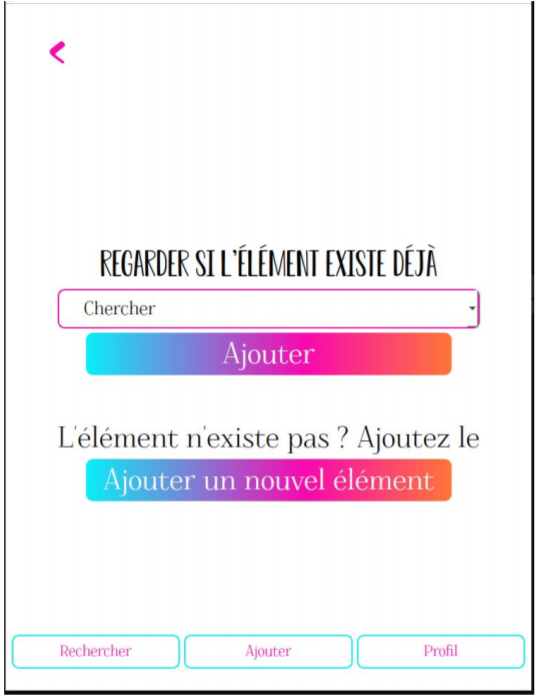 REGARDER SI L'ÉLÉMENT EXISTE DÉJÀ
Chercher
Ajouter
L'élément n'existe pas ? Ajoutez le
Ajouter un nouvel élément
Rechercher
Ajouter
Profil